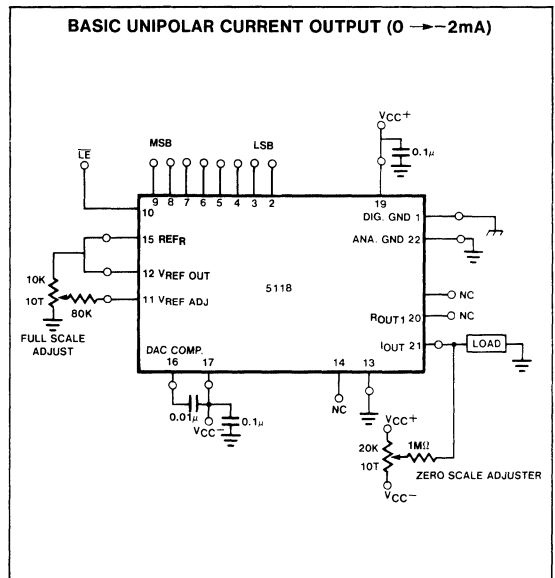 BASIC UNIPOLAR CURRENT OUTPUT (0 → ~2mA)
VCC+
LE
MSB
LSB
0.1μ
9 8 7 6 5 4 3 2
19
10
DIG. GND 1
15 REFR
ANA. GND 22
12 VREF OUT
10K
10T
80K
11 VREF ADJ
5118
NC
ROUT1 20
NC
FULL SCALE
ADJUST
IOUT 21
LOAD
DAC COMP.
16 17
14 13
0.01μ
VCC-
0.1μ
NC
VCC+
20K
10T
1MΩ
ZERO SCALE ADJUSTER
VCC-